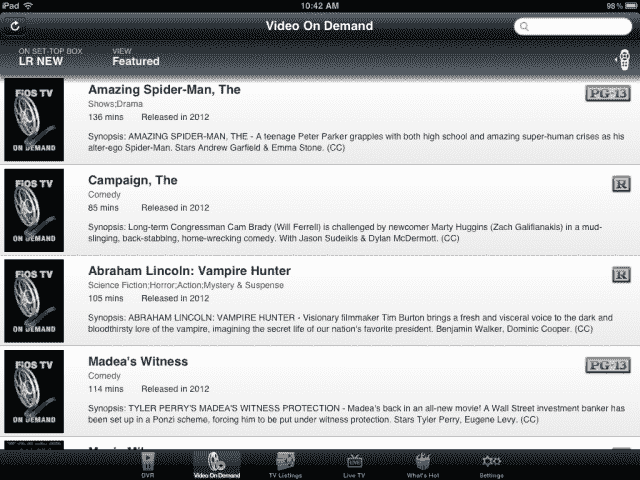 iPad 10:42 AM 98%
Video On Demand
ON SET-TOP BOX VIEW
LR NEW Featured
FiOS TV
ON DEMAND
Amazing Spider-Man, The PG-13
Shows;Drama
136 mins Released in 2012
Synopsis: AMAZING SPIDER-MAN, THE - A teenage Peter Parker grapples with both high school and amazing super-human crises as his
alter-ego Spider-Man. Stars Andrew Garfield & Emma Stone. (CC)
FiOS TV
ON DEMAND
Campaign, The R
Comedy
85 mins Released in 2012
Synopsis: Long-term Congressman Cam Brady (Will Ferrell) is challenged by newcomer Marty Huggins (Zach Galifianakis) in a mud-
slinging, back-stabbing, home-wrecking comedy. With Jason Sudeikis & Dylan McDermott. (CC)
FiOS TV
ON DEMAND
Abraham Lincoln: Vampire Hunter R
Science Fiction;Horror;Action;Mystery & Suspense
105 mins Released in 2012
Synopsis: ABRAHAM LINCOLN: VAMPIRE HUNTER - Visionary filmmaker Tim Burton brings a fresh and visceral voice to the dark and
bloodthirsty lore of the vampire, imagining the secret life of our nation's favorite president. Benjamin Walker, Dominic Cooper. (CC)
FiOS TV
ON DEMAND
Madea's Witness PG-13
Comedy
114 mins Released in 2012
Synopsis: TYLER PERRY'S MADEA'S WITNESS PROTECTION - Madea's back in an all-new movie! A Wall Street investment banker has
been set up in a Ponzi scheme, forcing him to be put under witness protection. Stars Tyler Perry, Eugene Levy. (CC)
DVR Video On Demand TV Listings Live TV What's Hot Settings